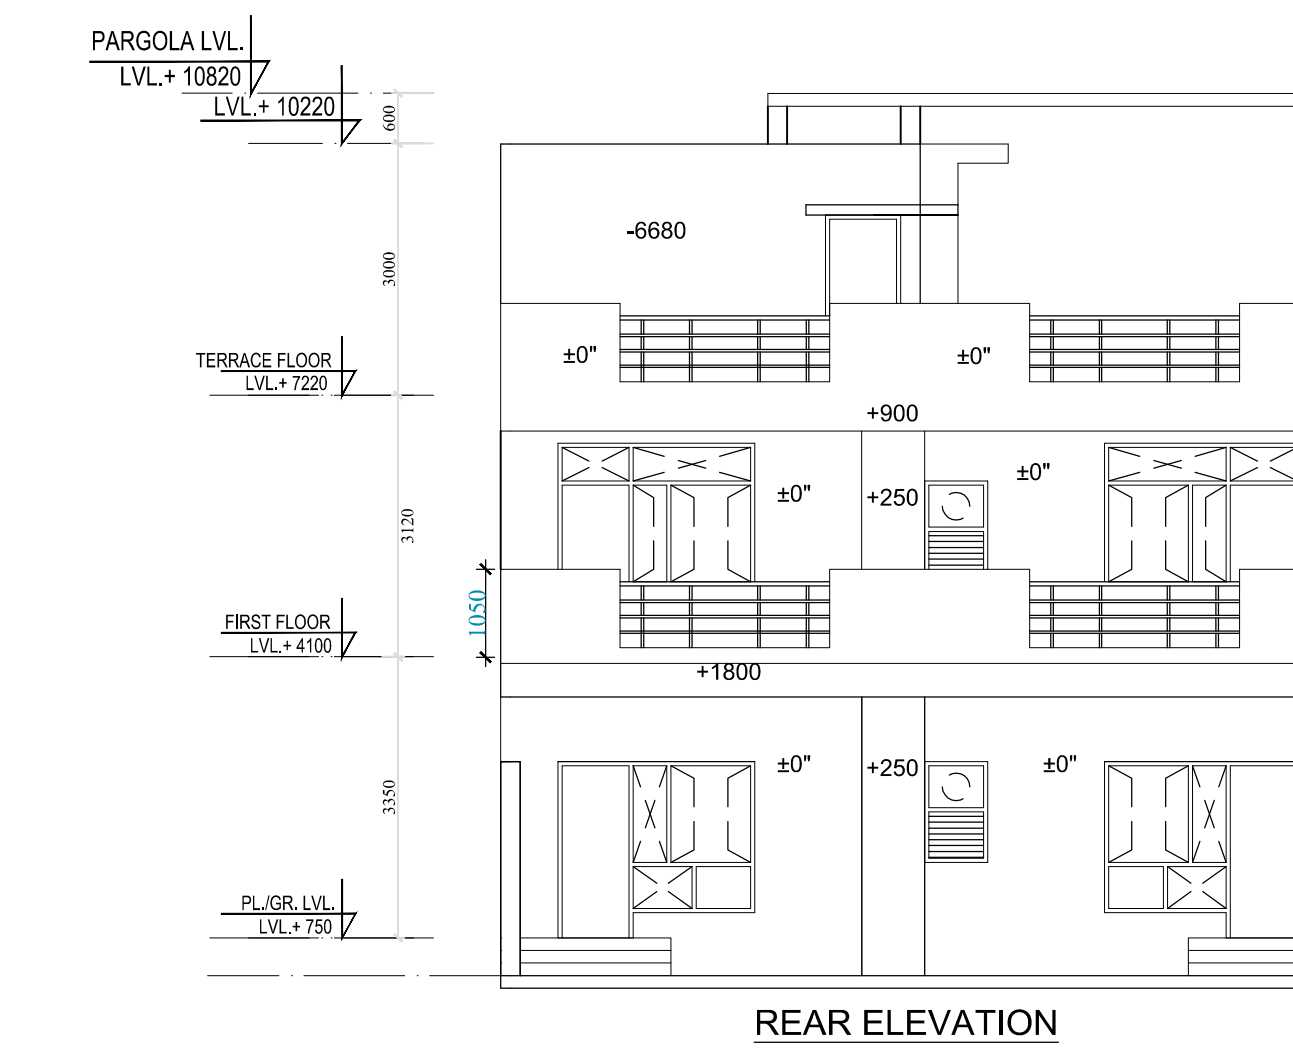 PARGOLA LVL.
LVL.+ 10820
LVL.+ 10220
600
-6680
3000
±0"
±0"
TERRACE FLOOR
LVL.+ 7220
+900
±0"
±0"
+250
3120
1050
FIRST FLOOR
LVL.+ 4100
+1800
±0"
+250
±0"
3350
PL./GR. LVL.
LVL.+ 750
REAR ELEVATION